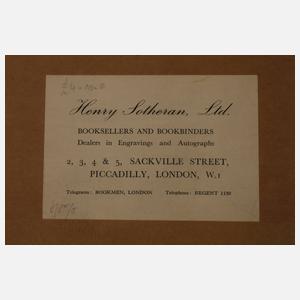 Henry Sotheran, Ltd.
BOOKSELLERS AND BOOKBINDERS
Dealers in Engravings and Autographs
2, 3, 4 & 5, SACKVILLE STREET,
PICCADILLY, LONDON, W.1
Telegrams: BOOKMEN, LONDON Telephone: REGENT 1150